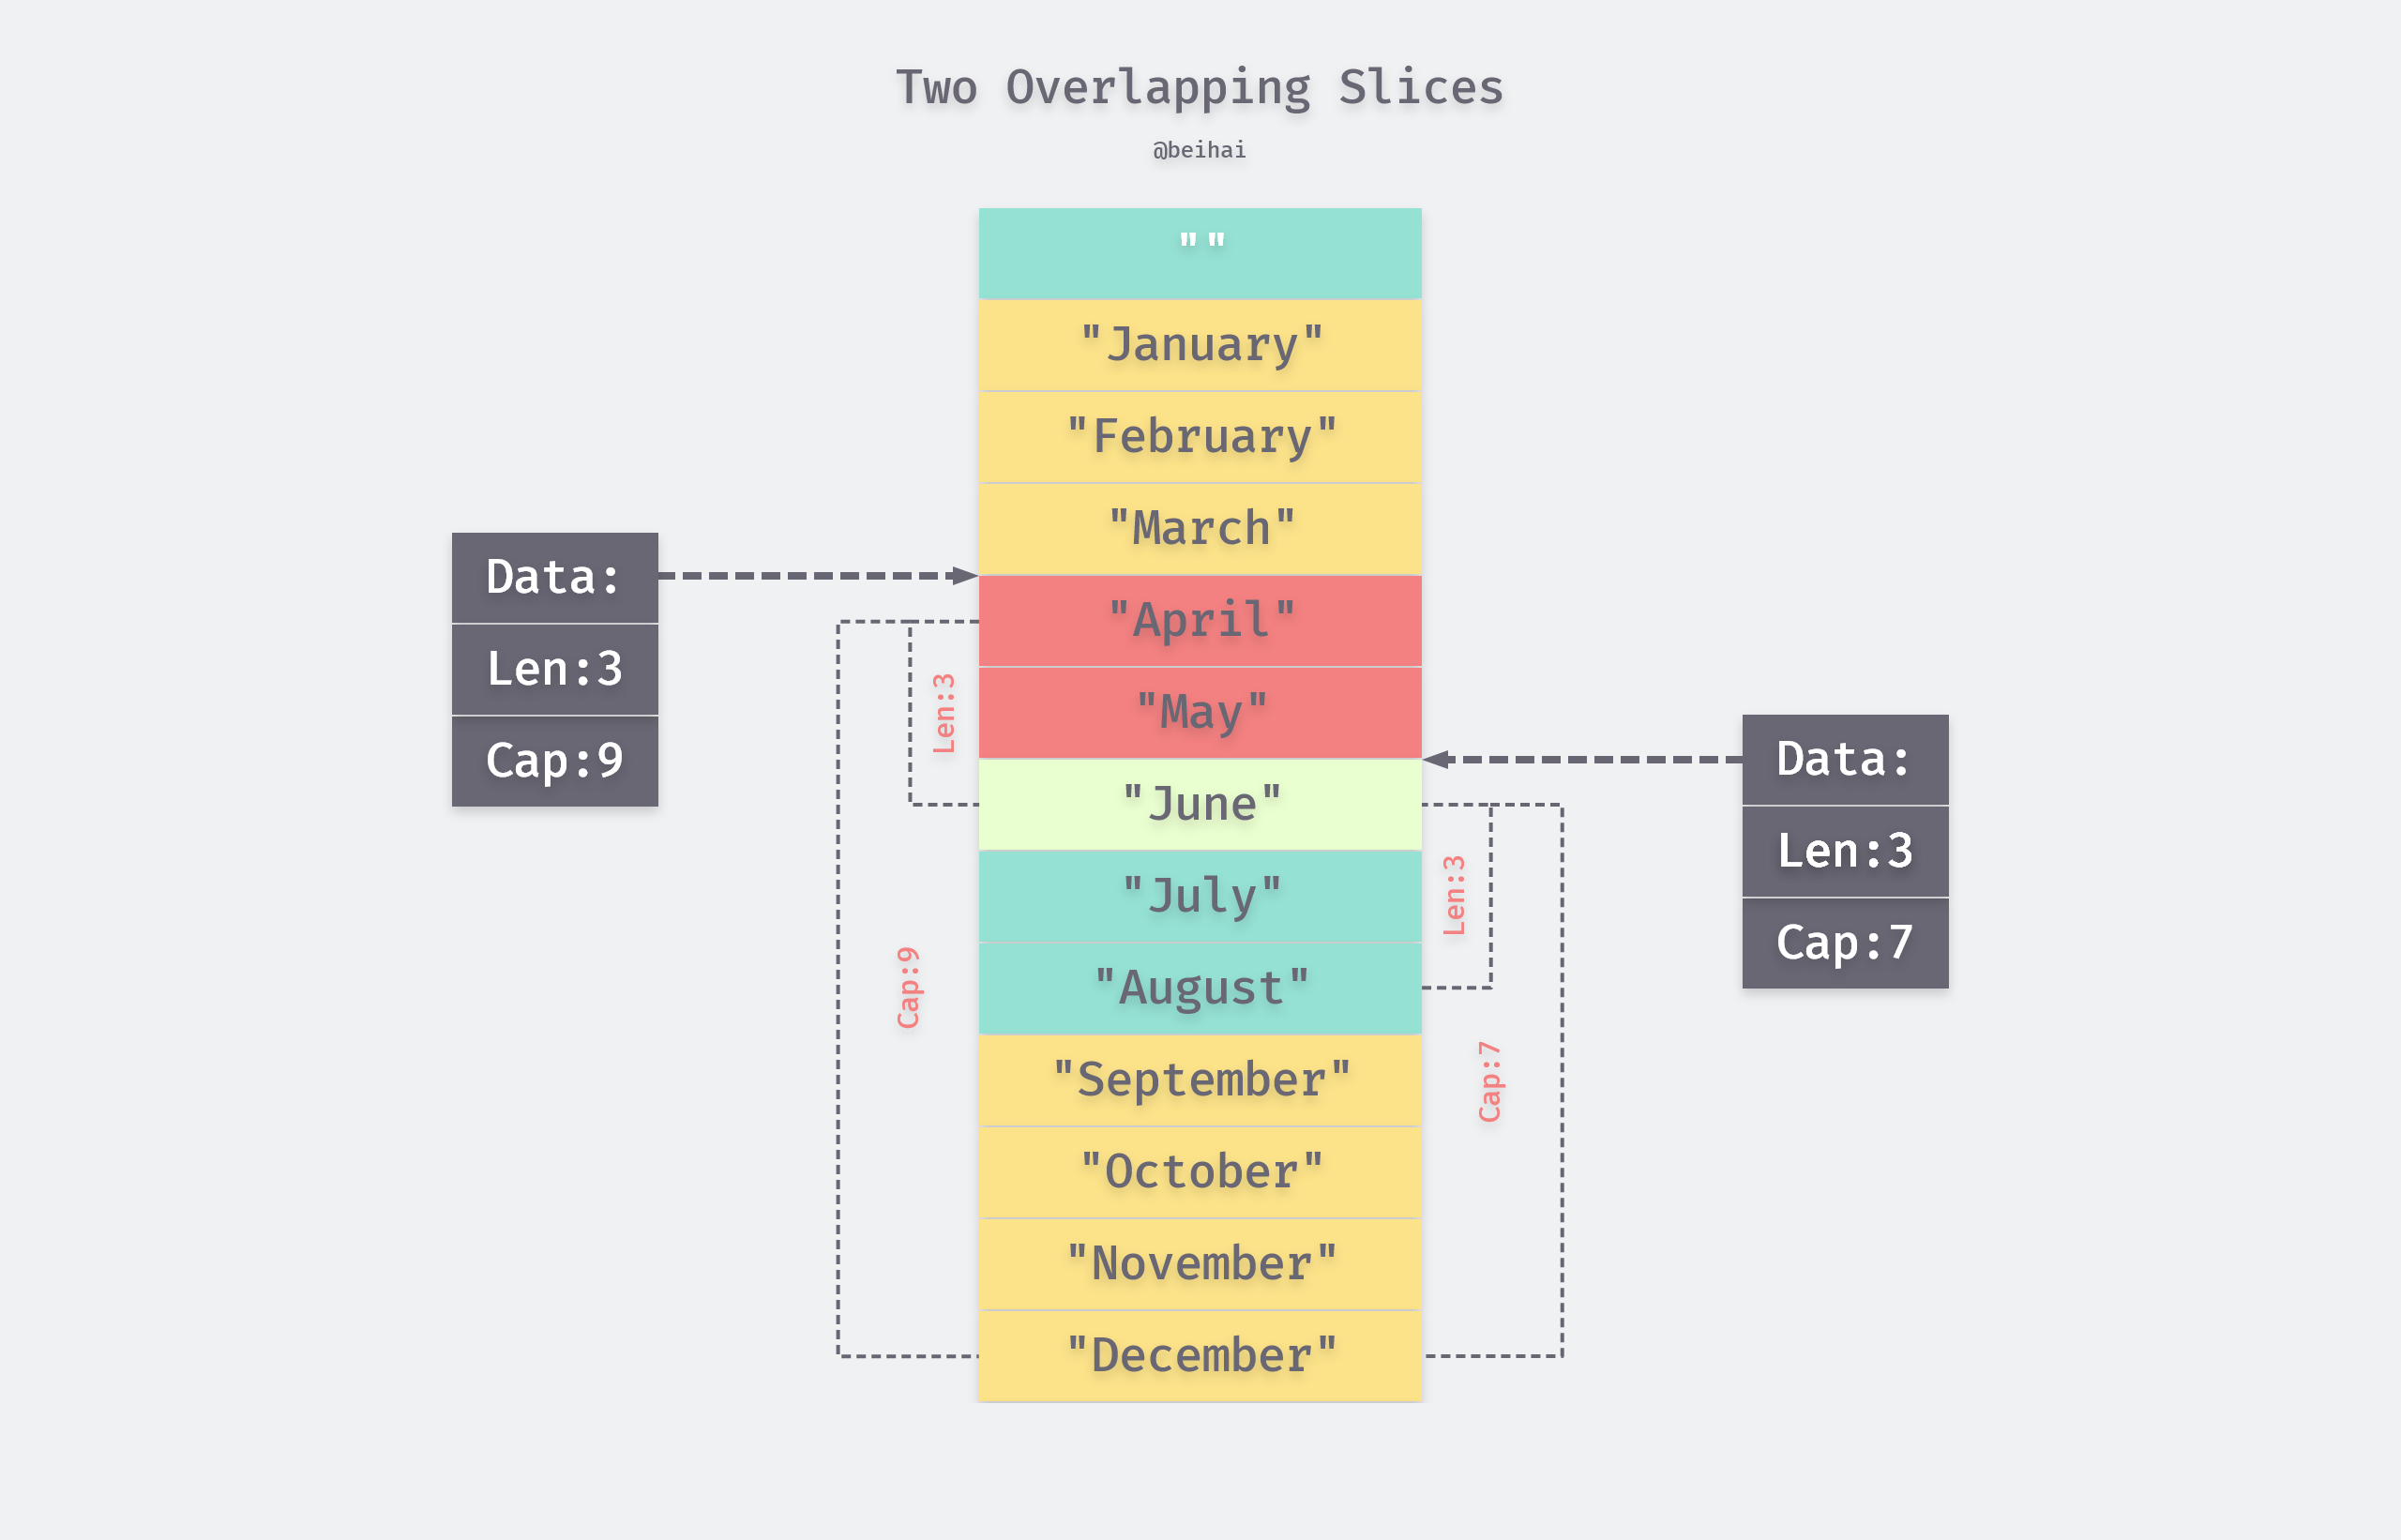 Two Overlapping Slices
@beihai
""
"January"
"February"
"March"
"April"
"May"
"June"
"July"
"August"
"September"
"October"
"November"
"December"
Data:
Len:3
Cap:9
Len:3
Cap:9
Data:
Len:3
Cap:7
Len:3
Cap:7